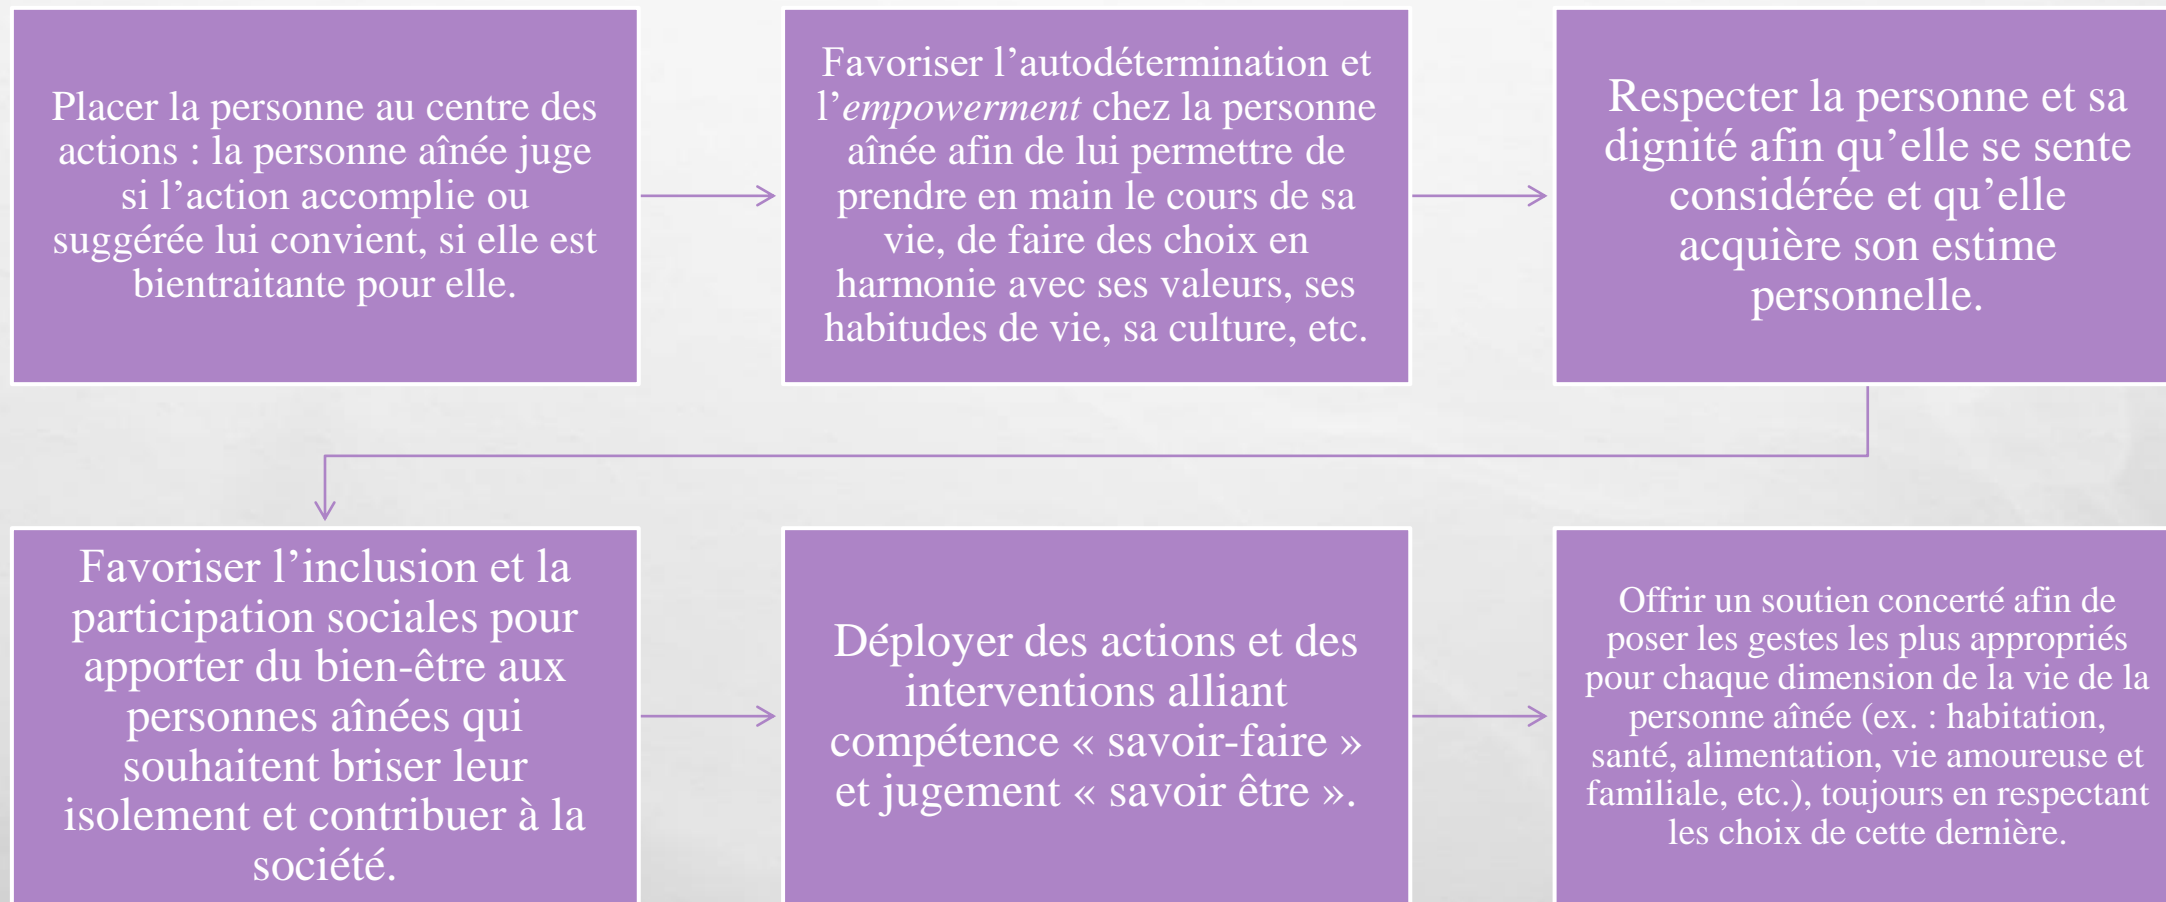 Placer la personne au centre des
actions : la personne aînée juge
si l’action accomplie ou
suggérée lui convient, si elle est
bientraitante pour elle.
Favoriser l’autodétermination et
l’empowerment chez la personne
aînée afin de lui permettre de
prendre en main le cours de sa
vie, de faire des choix en
harmonie avec ses valeurs, ses
habitudes de vie, sa culture, etc.
Respecter la personne et sa
dignité afin qu’elle se sente
considérée et qu’elle
acquière son estime
personnelle.
Favoriser l’inclusion et la
participation sociales pour
apporter du bien-être aux
personnes aînées qui
souhaitent briser leur
isolement et contribuer à la
société.
Déployer des actions et des
interventions alliant
compétence « savoir-faire »
et jugement « savoir être ».
Offrir un soutien concerté afin de
poser les gestes les plus appropriés
pour chaque dimension de la vie de la
personne aînée (ex. : habitation,
santé, alimentation, vie amoureuse et
familiale, etc.), toujours en respectant
les choix de cette dernière.